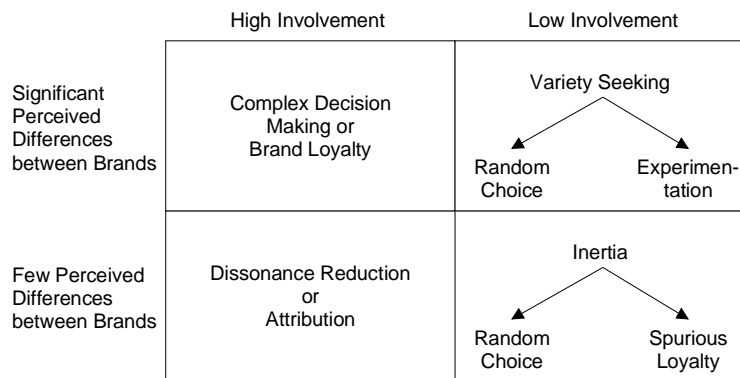 High Involvement
Low Involvement
Significant
Perceived
Differences
between Brands
Complex Decision
Making or
Brand Loyalty
Variety Seeking
Random
Choice
Experimen-
tation
Few Perceived
Differences
between Brands
Dissonance Reduction
or
Attribution
Inertia
Random
Choice
Spurious
Loyalty